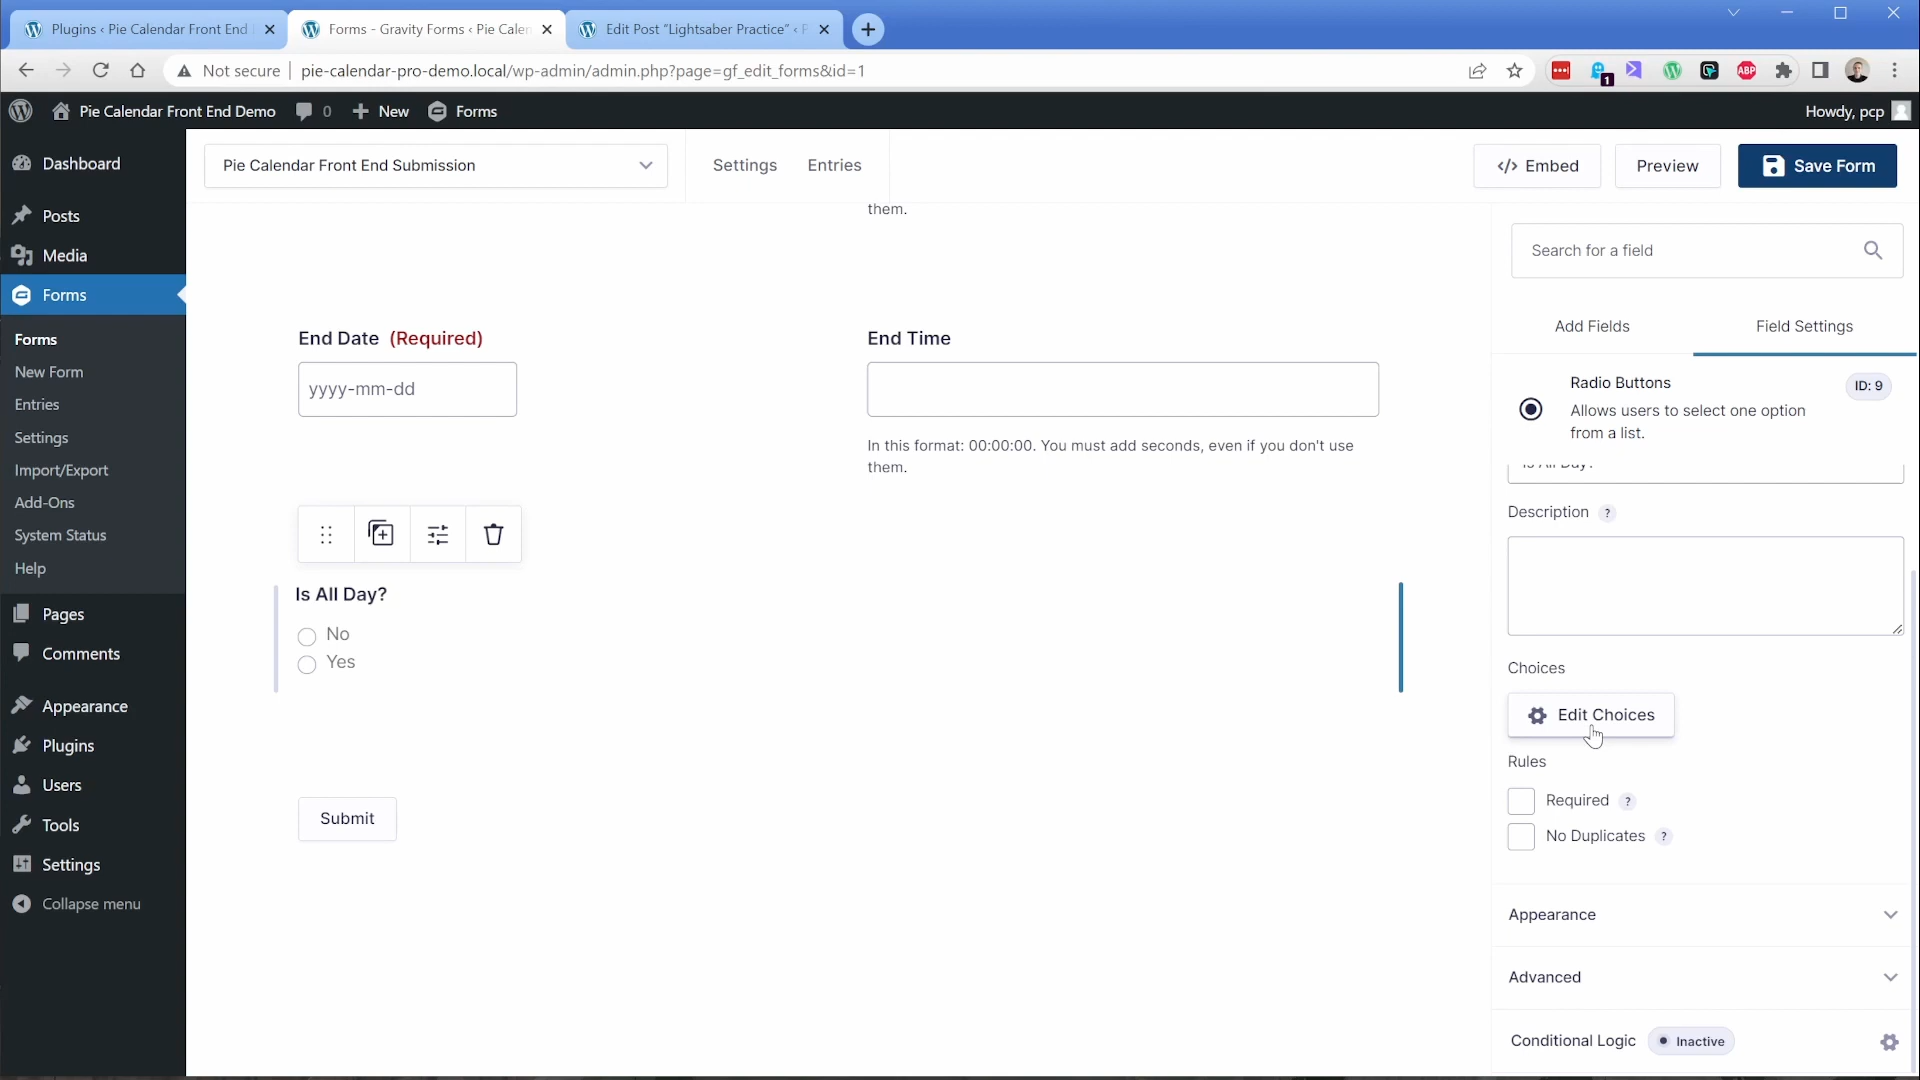 Plugins ‹ Pie Calendar Front End
Forms - Gravity Forms ‹ Pie Calen
Edit Post “Lightsaber Practice” ‹ P
Not secure
pie-calendar-pro-demo.local/wp-admin/admin.php?page=gf_edit_forms&id=1
1
ABP
Pie Calendar Front End Demo
0
New
Forms
Howdy, pcp
Dashboard
Posts
Media
Forms
Forms
New Form
Entries
Settings
Import/Export
Add-Ons
System Status
Help
Pages
Comments
Appearance
Plugins
Users
Tools
Settings
Collapse menu
Pie Calendar Front End Submission
Settings
Entries
</> Embed
Preview
Save Form
them.
End Date (Required)
yyyy-mm-dd
End Time
In this format: 00:00:00. You must add seconds, even if you don't use
them.
Is All Day?
No
Yes
Submit
Search for a field
Add Fields
Field Settings
Radio Buttons
ID: 9
Allows users to select one option
from a list.
Is All Day?
Description ?
Choices
Edit Choices
Rules
Required ?
No Duplicates ?
Appearance
Advanced
Conditional Logic
Inactive